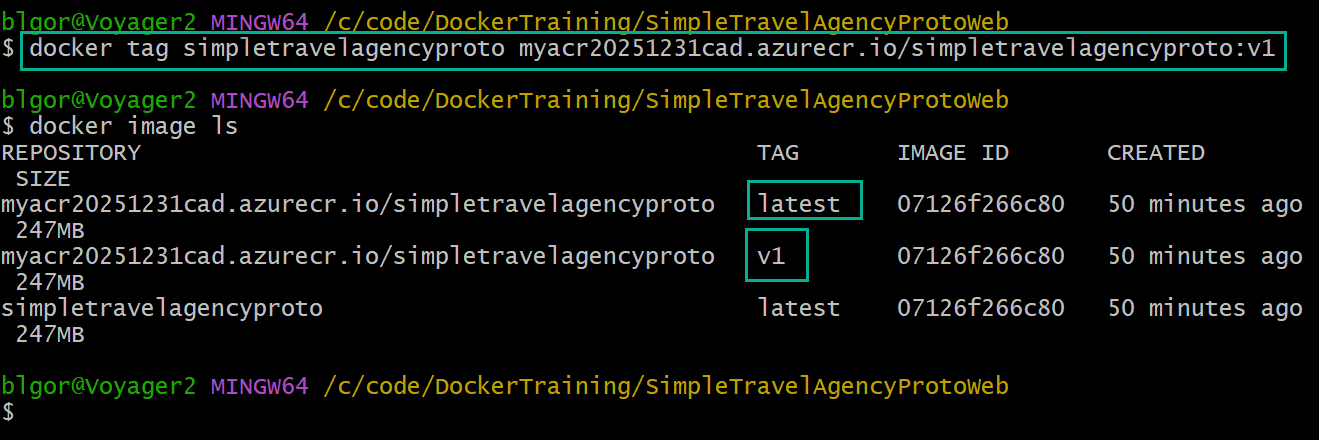 blgor@Voyager2 MINGW64 /c/code/DockerTraining/SimpleTravelAgencyProtoWeb
$ docker tag simpletravelagencyproto myacr20251231cad.azurecr.io/simpletravelagencyproto:v1
blgor@Voyager2 MINGW64 /c/code/DockerTraining/SimpleTravelAgencyProtoWeb
$ docker image ls
REPOSITORY TAG IMAGE ID CREATED
SIZE
myacr20251231cad.azurecr.io/simpletravelagencyproto latest 07126f266c80 50 minutes ago
247MB
myacr20251231cad.azurecr.io/simpletravelagencyproto v1 07126f266c80 50 minutes ago
247MB
simpletravelagencyproto latest 07126f266c80 50 minutes ago
247MB
blgor@Voyager2 MINGW64 /c/code/DockerTraining/SimpleTravelAgencyProtoWeb
$